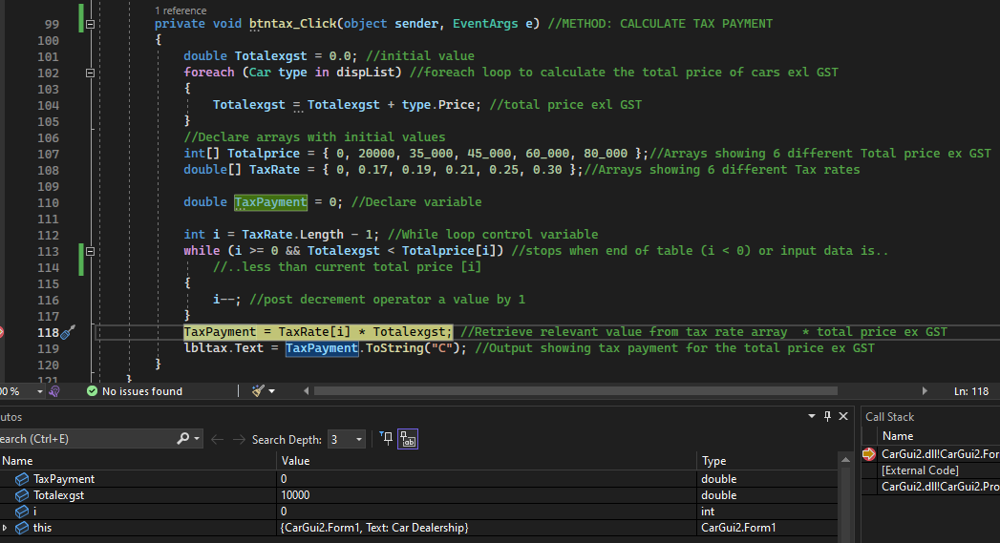 1 reference
99 private void btntax_Click(object sender, EventArgs e) //METHOD: CALCULATE TAX PAYMENT
100 {
101 double Totalexgst = 0.0; //initial value
102 foreach (Car type in dispList) //foreach loop to calculate the total price of cars exl GST
103 {
104 Totalexgst = Totalexgst + type.Price; //total price exl GST
105 }
106 //Declare arrays with initial values
107 int[] Totalprice = { 0, 20000, 35_000, 45_000, 60_000, 80_000 };//Arrays showing 6 different Total price ex GST
108 double[] TaxRate = { 0, 0.17, 0.19, 0.21, 0.25, 0.30 };//Arrays showing 6 different Tax rates
109
110 double TaxPayment = 0; //Declare variable
111
112 int i = TaxRate.Length - 1; //While loop control variable
113 while (i >= 0 && Totalexgst < Totalprice[i]) //stops when end of table (i < 0) or input data is..
114 //..less than current total price [i]
115 {
116 i--; //post decrement operator a value by 1
117 }
118 TaxPayment = TaxRate[i] * Totalexgst; //Retrieve relevant value from tax rate array  * total price ex GST
119 lbltax.Text = TaxPayment.ToString("C"); //Output showing tax payment for the total price ex GST
120 }
121 }
00 % No issues found Ln: 118
utos Call Stack
earch (Ctrl+E) Search Depth: 3 Name
Name Value Type CarGui2.dll!CarGui2.For
TaxPayment 0 double [External Code]
Totalexgst 10000 double CarGui2.dll!CarGui2.Pro
i 0 int
this {CarGui2.Form1, Text: Car Dealership} CarGui2.Form1